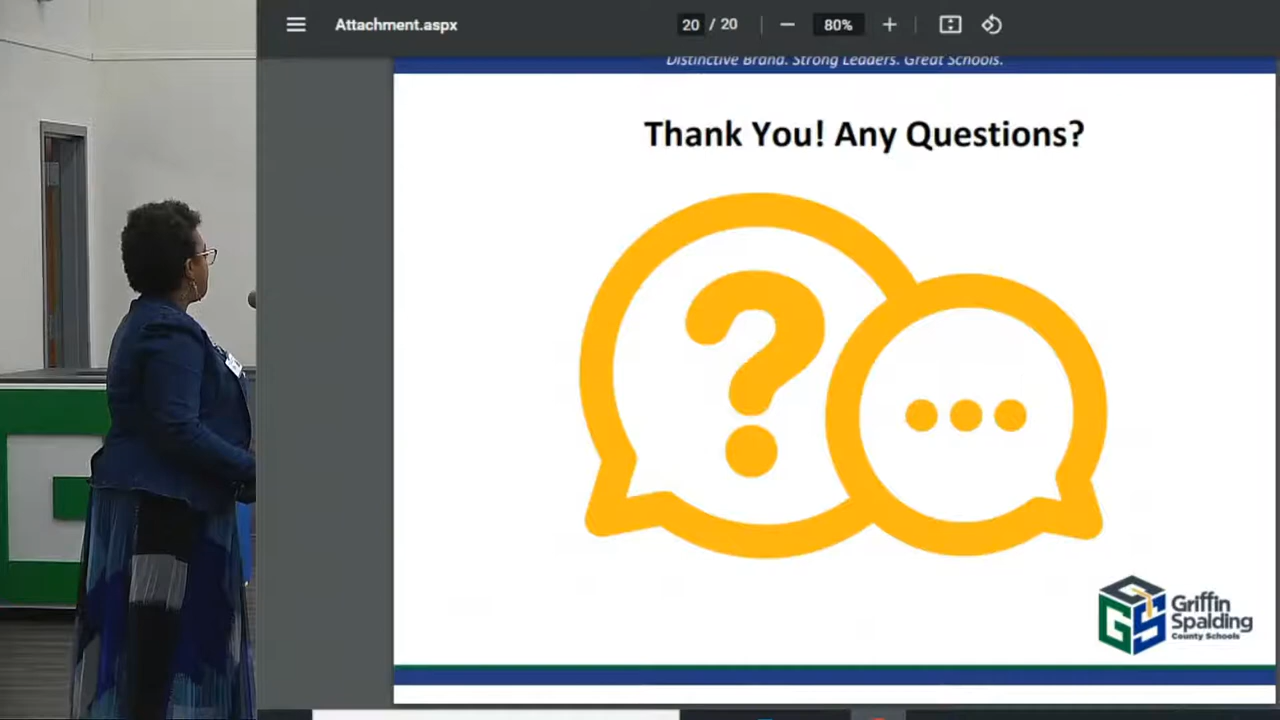 Attachment.aspx
20 / 20
80%
Distinctive Brand. Strong Leaders. Great Schools.
Thank You! Any Questions?
Griffin
Spalding
County Schools
GS